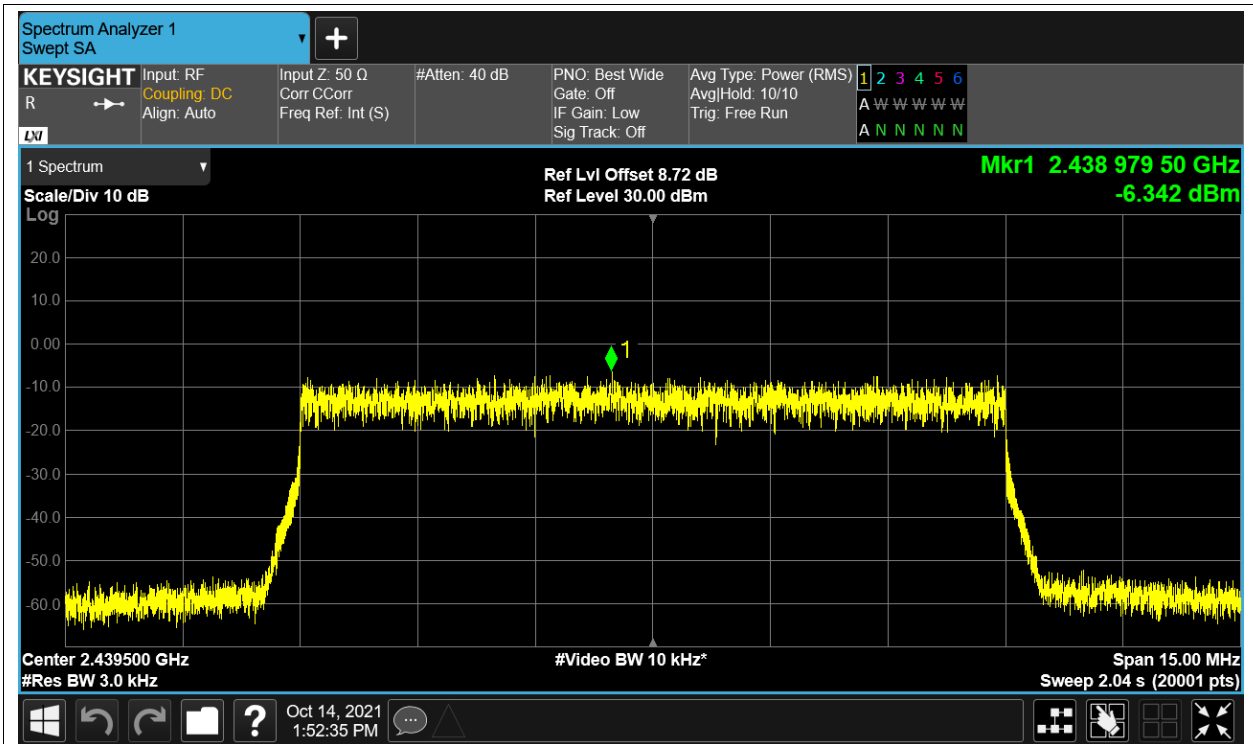 Spectrum Analyzer 1
Swept SA
KEYSIGHT
R
LXI
Input: RF
Coupling: DC
Align: Auto
Input Z: 50 Ω
Corr CCorr
Freq Ref: Int (S)
#Atten: 40 dB
PNO: Best Wide
Gate: Off
IF Gain: Low
Sig Track: Off
Avg Type: Power (RMS)
Avg|Hold: 10/10
Trig: Free Run
1 2 3 4 5 6
A W W W W W
A N N N N N
1 Spectrum
Scale/Div 10 dB
Log
Ref Lvl Offset 8.72 dB
Ref Level 30.00 dBm
Mkr1 2.438 979 50 GHz
-6.342 dBm
20.0
10.0
0.00
1
-10.0
-20.0
-30.0
-40.0
-50.0
-60.0
Center 2.439500 GHz
#Video BW 10 kHz*
Span 15.00 MHz
#Res BW 3.0 kHz
Sweep 2.04 s (20001 pts)
?
Oct 14, 2021
1:52:35 PM